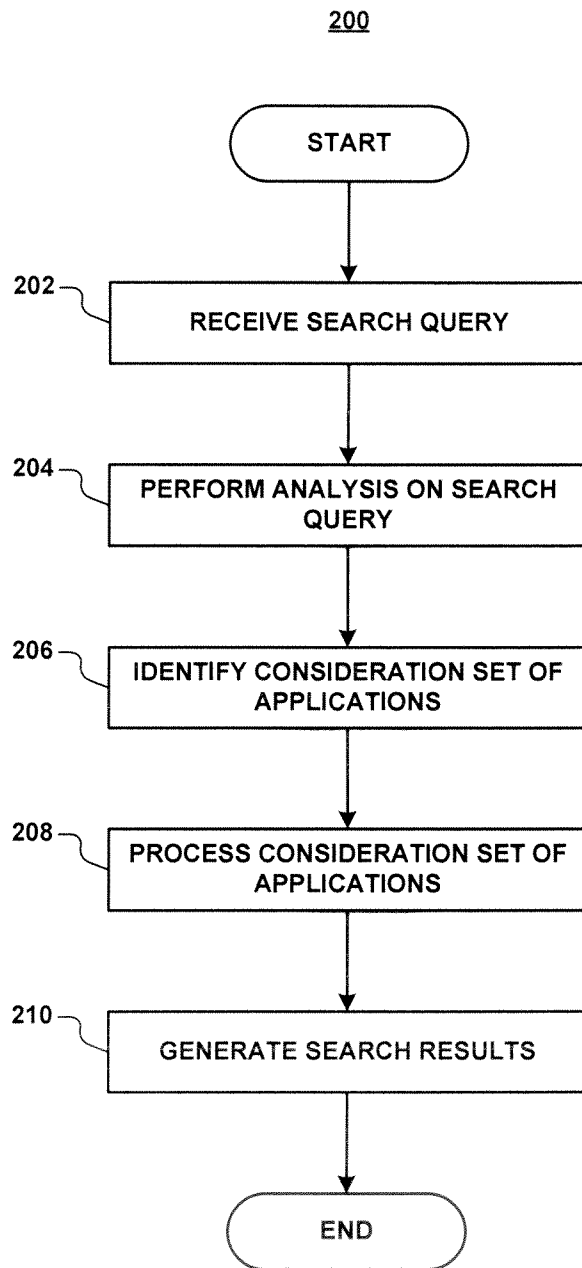 200
START
202
RECEIVE SEARCH QUERY
204
PERFORM ANALYSIS ON SEARCH
QUERY
206
IDENTIFY CONSIDERATION SET OF
APPLICATIONS
208
PROCESS CONSIDERATION SET OF
APPLICATIONS
210
GENERATE SEARCH RESULTS
END